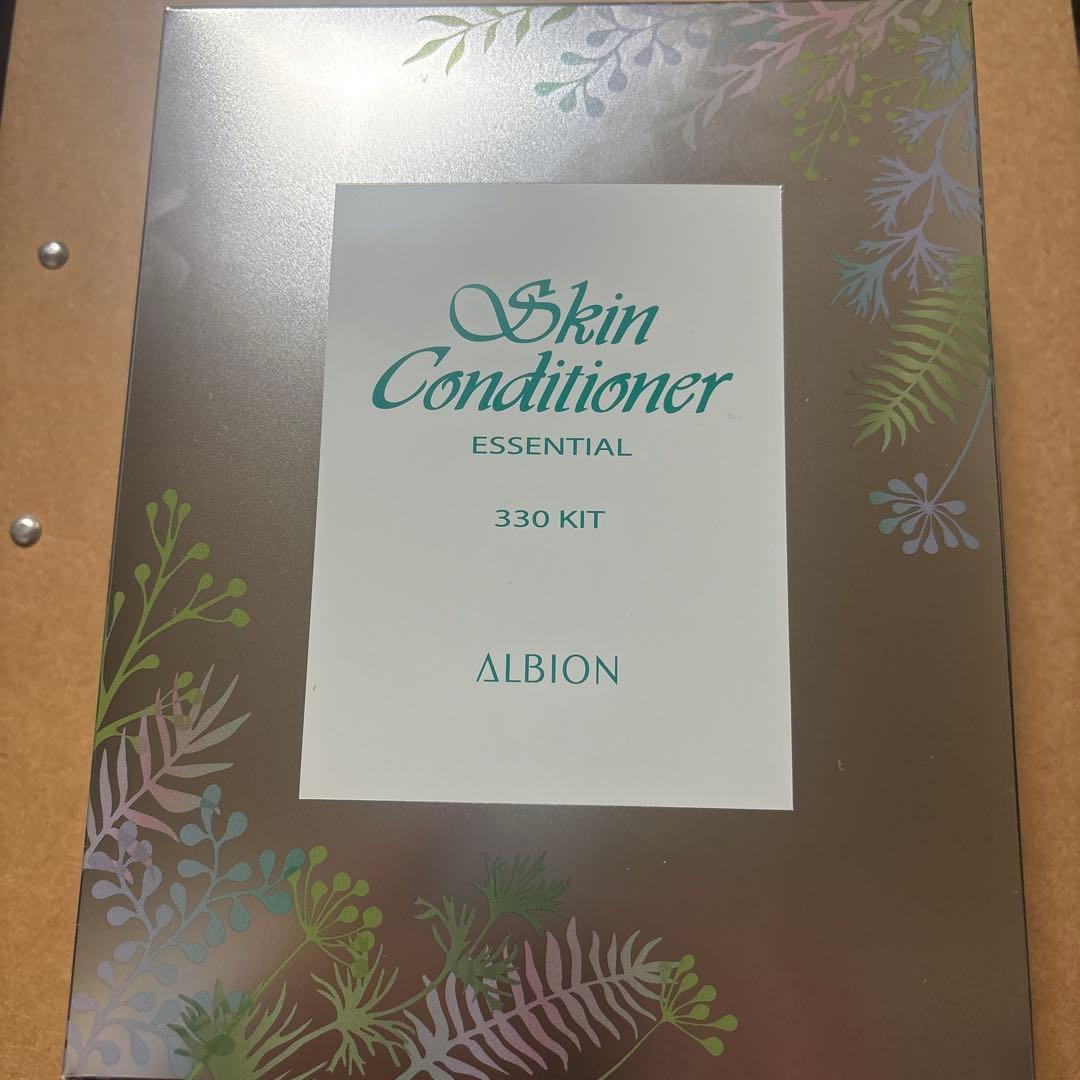 Skin
Conditioner
ESSENTIAL
330 KIT
ALBION